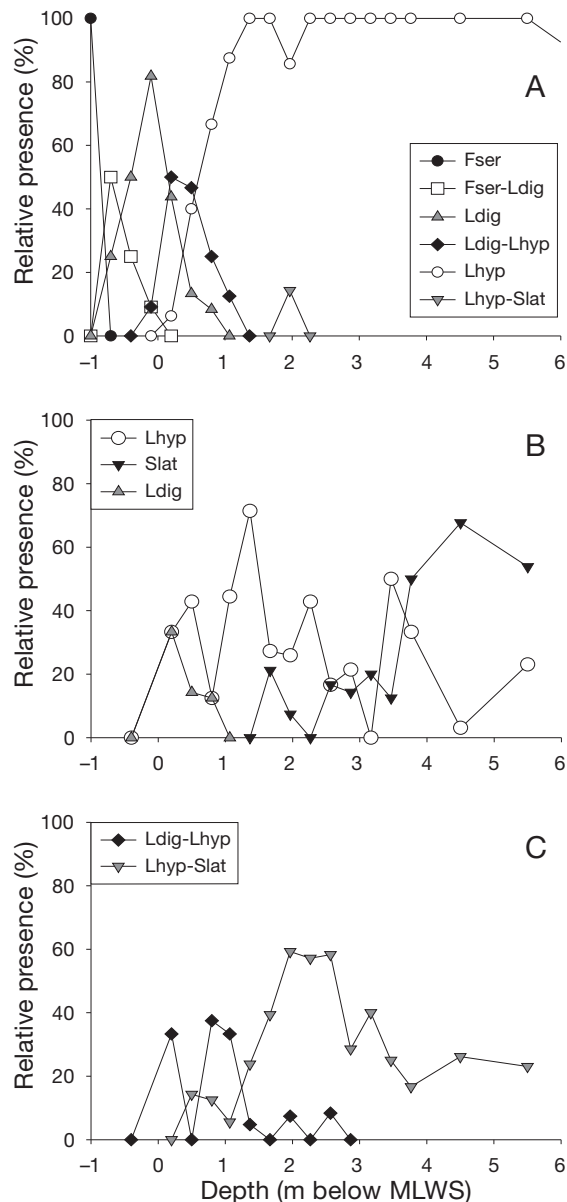 100
80
60
40
20
0
Relative presence (%)
A
Fser
Fser-Ldig
Ldig
Ldig-Lhyp
Lhyp
Lhyp-Slat
–1 0 1 2 3 4 5 6
100
80
60
40
20
0
Relative presence (%)
B
Lhyp
Slat
Ldig
–1 0 1 2 3 4 5 6
100
80
60
40
20
0
Relative presence (%)
C
Ldig-Lhyp
Lhyp-Slat
–1 0 1 2 3 4 5 6
Depth (m below MLWS)